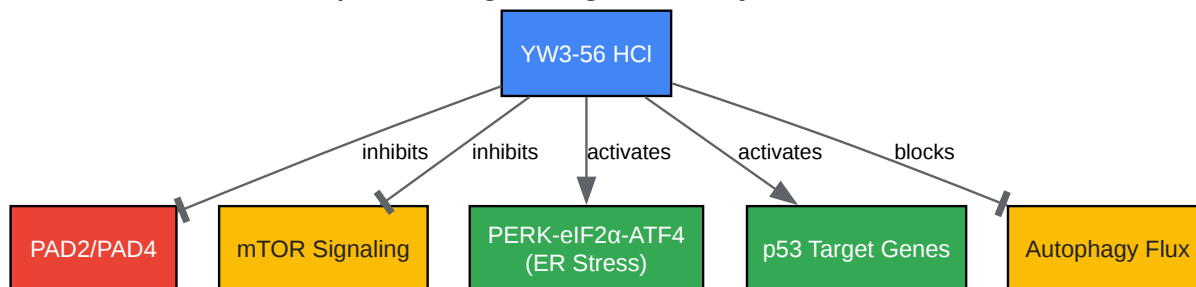 YW3-56 HCl
inhibits
inhibits
activates
activates
blocks
PAD2/PAD4
mTOR Signaling
PERK-eIF2α-ATF4
(ER Stress)
p53 Target Genes
Autophagy Flux